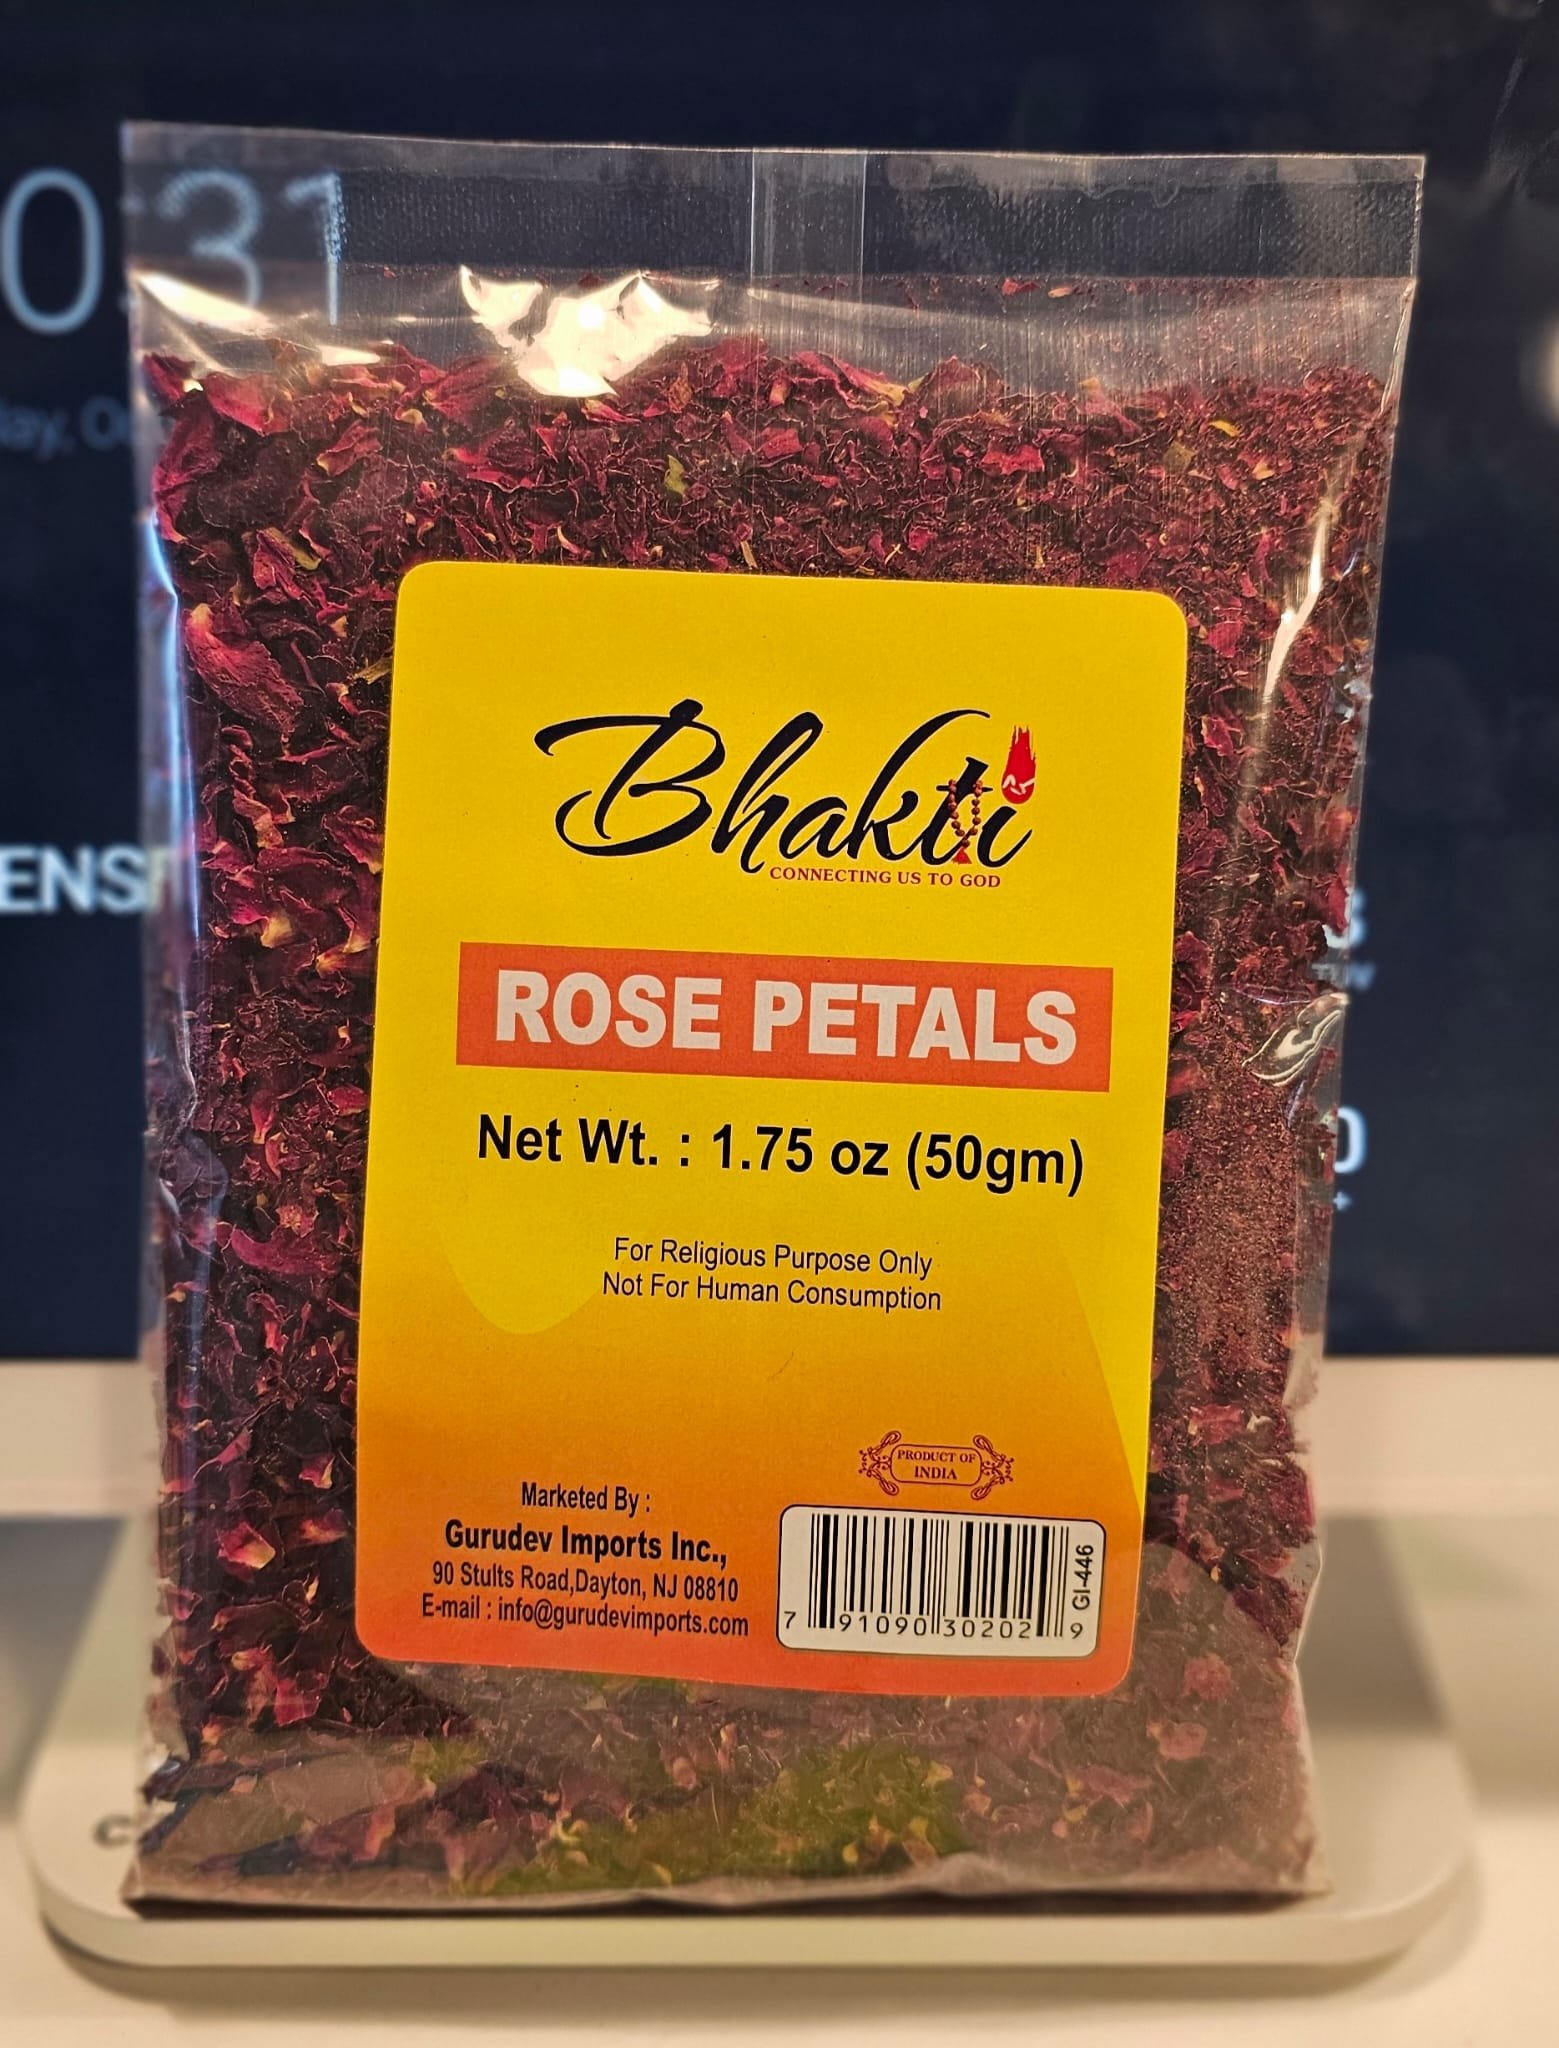 0:31
Bhakti
CONNECTING US TO GOD
ROSE PETALS
Net Wt. : 1.75 oz (50gm)
For Religious Purpose Only
Not For Human Consumption
PRODUCT OF
INDIA
Marketed By :
Gurudev Imports Inc.,
90 Stults Road,Dayton, NJ 08810
E-mail : info@gurudevimports.com
7 91090 30202 9
GI-446